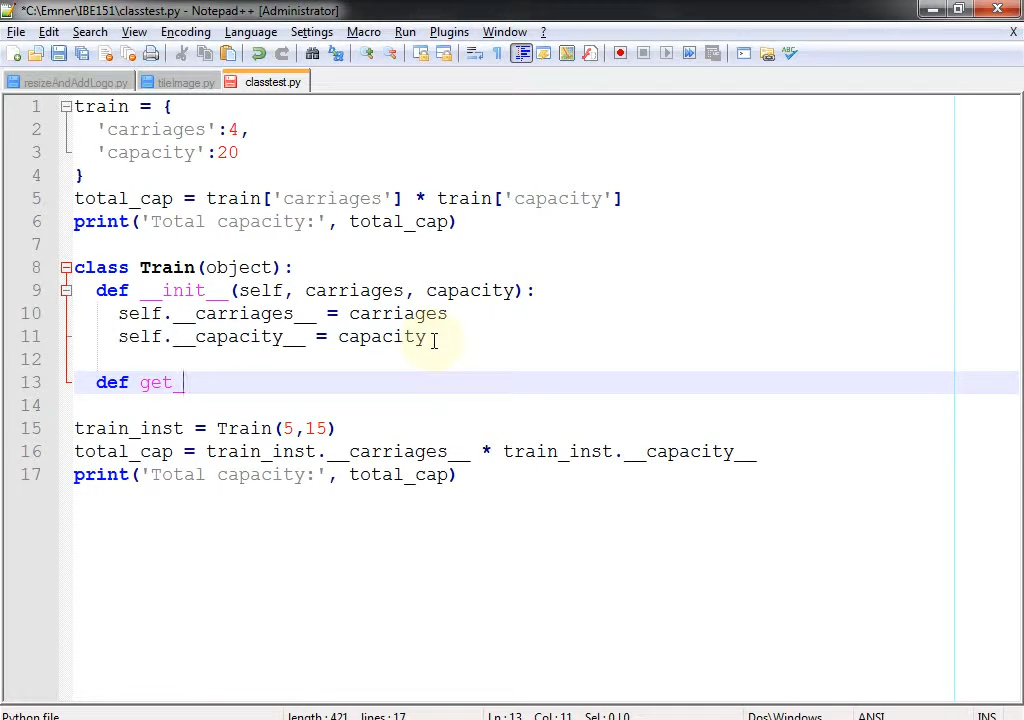 *C:\Emner\IBE151\classtest.py - Notepad++ [Administrator]
File Edit Search View Encoding Language Settings Macro Run Plugins Window ? X
resizeAndAddLogo.py tileImage.py classtest.py
1 train = {
2 'carriages':4,
3 'capacity':20
4 }
5 total_cap = train['carriages'] * train['capacity']
6 print('Total capacity:', total_cap)
7
8 class Train(object):
9 def __init__(self, carriages, capacity):
10 self.__carriages__ = carriages
11 self.__capacity__ = capacity
12
13 def get_
14
15 train_inst = Train(5,15)
16 total_cap = train_inst.__carriages__ * train_inst.__capacity__
17 print('Total capacity:', total_cap)
Python file length : 421 lines : 17 Ln : 13 Col : 11 Sel : 0 | 0 Dos\Windows ANSI INS